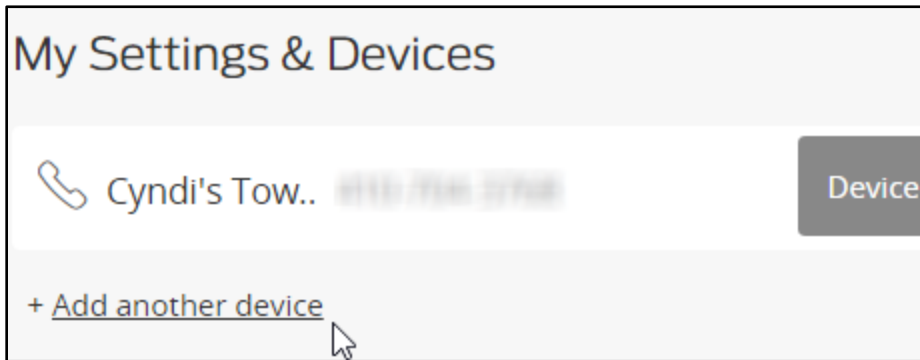 My Settings & Devices
Cyndi's Tow.. Device
+ Add another device